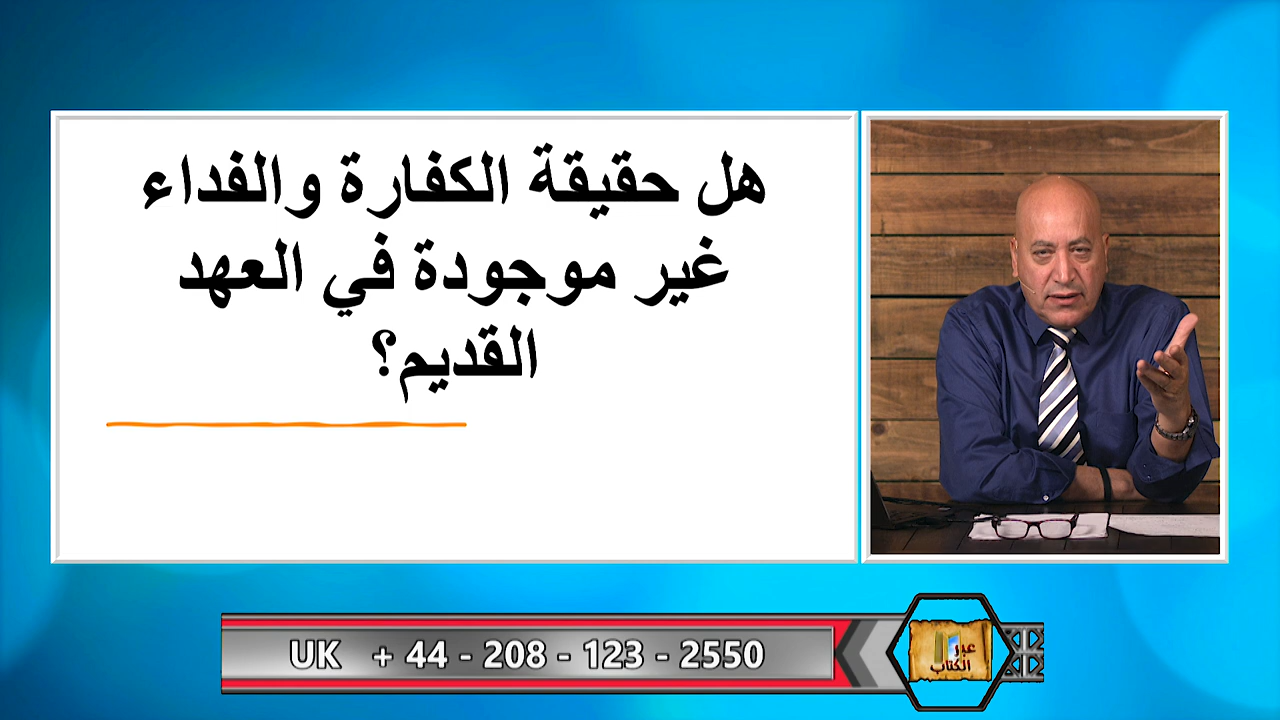 هل حقيقة الكفارة والفداء
غير موجودة في العهد
القديم؟
UK + 44 - 208 - 123 - 2550
عبر
الكتاب